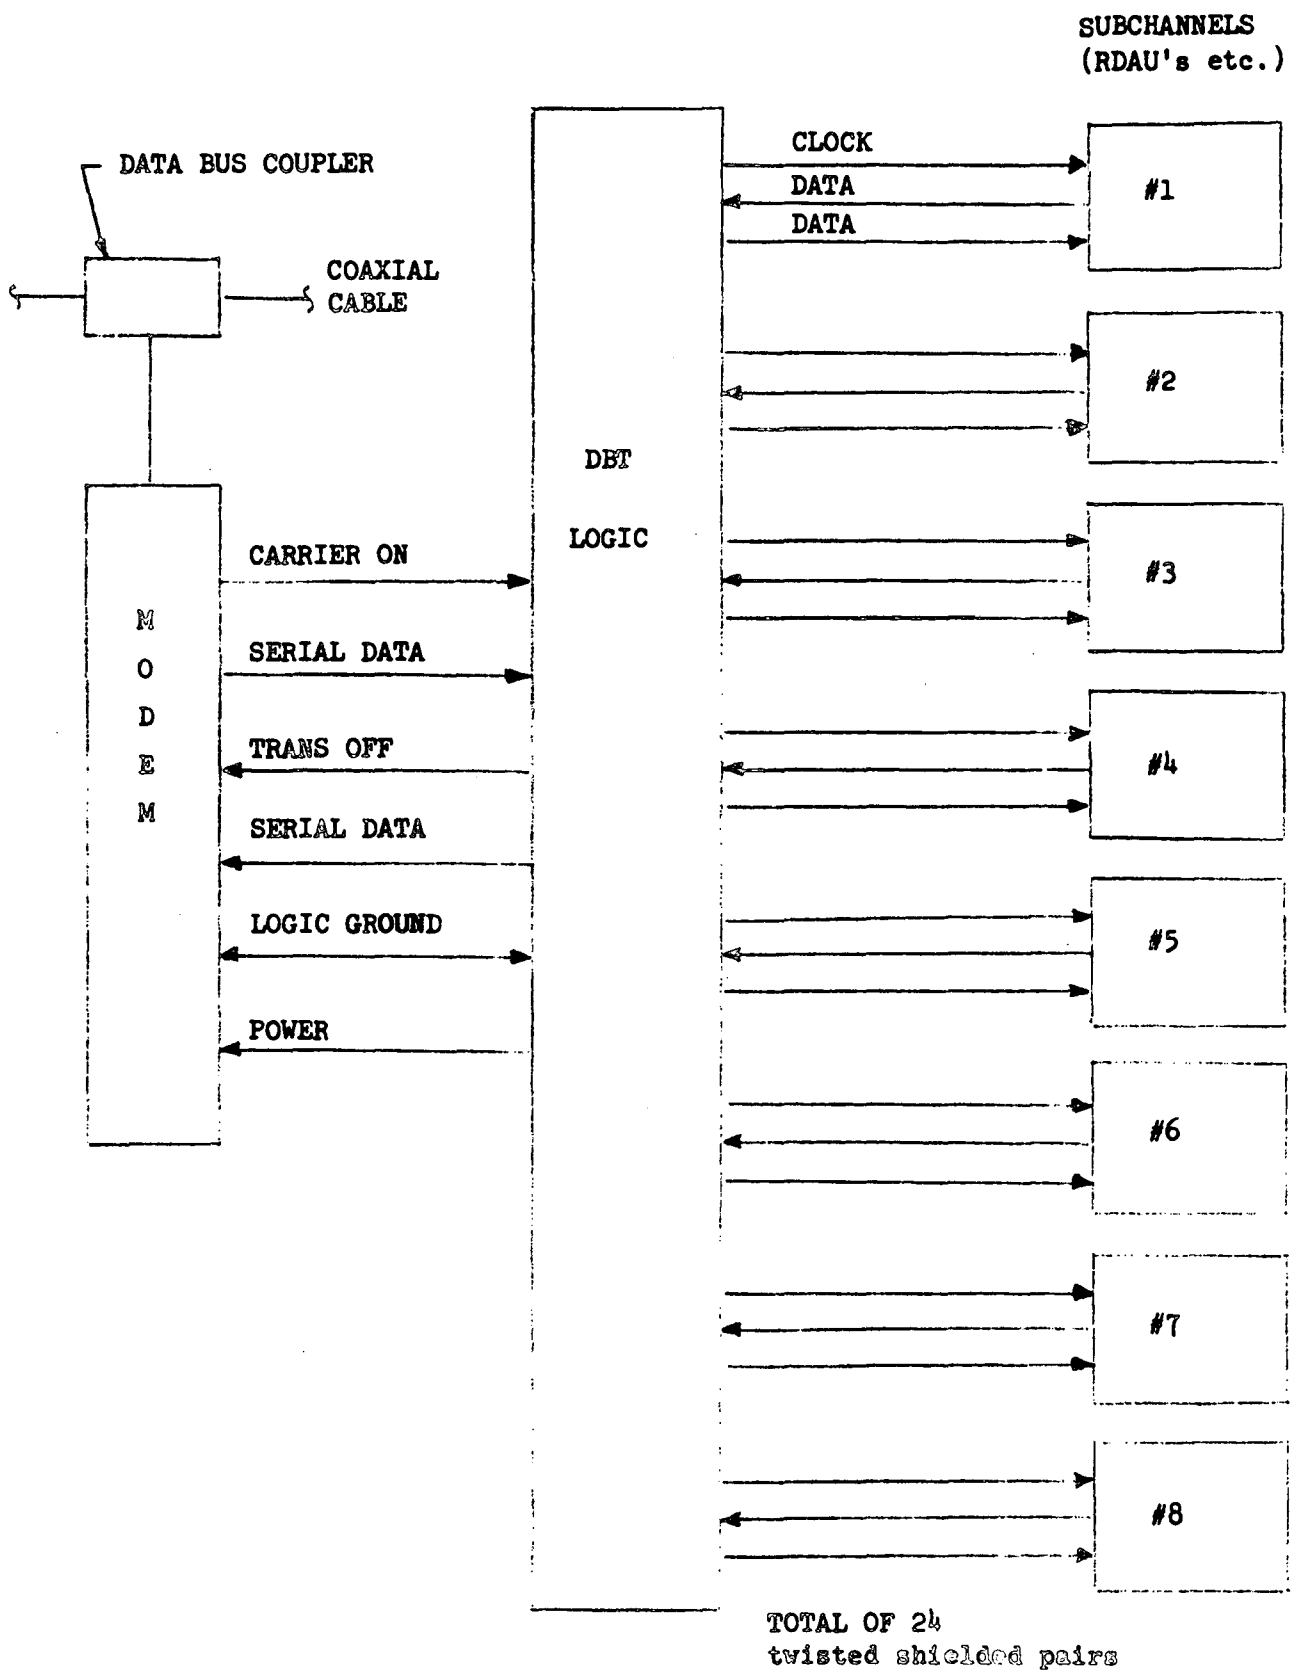 SUBCHANNELS
(RDAU's etc.)
DATA BUS COUPLER
COAXIAL
CABLE
CLOCK
DATA
DATA
#1
#2
DBT
LOGIC
#3
CARRIER ON
SERIAL DATA
TRANS OFF
SERIAL DATA
LOGIC GROUND
POWER
M
O
D
E
M
#4
#5
#6
#7
#8
TOTAL OF 24
twisted shielded pairs